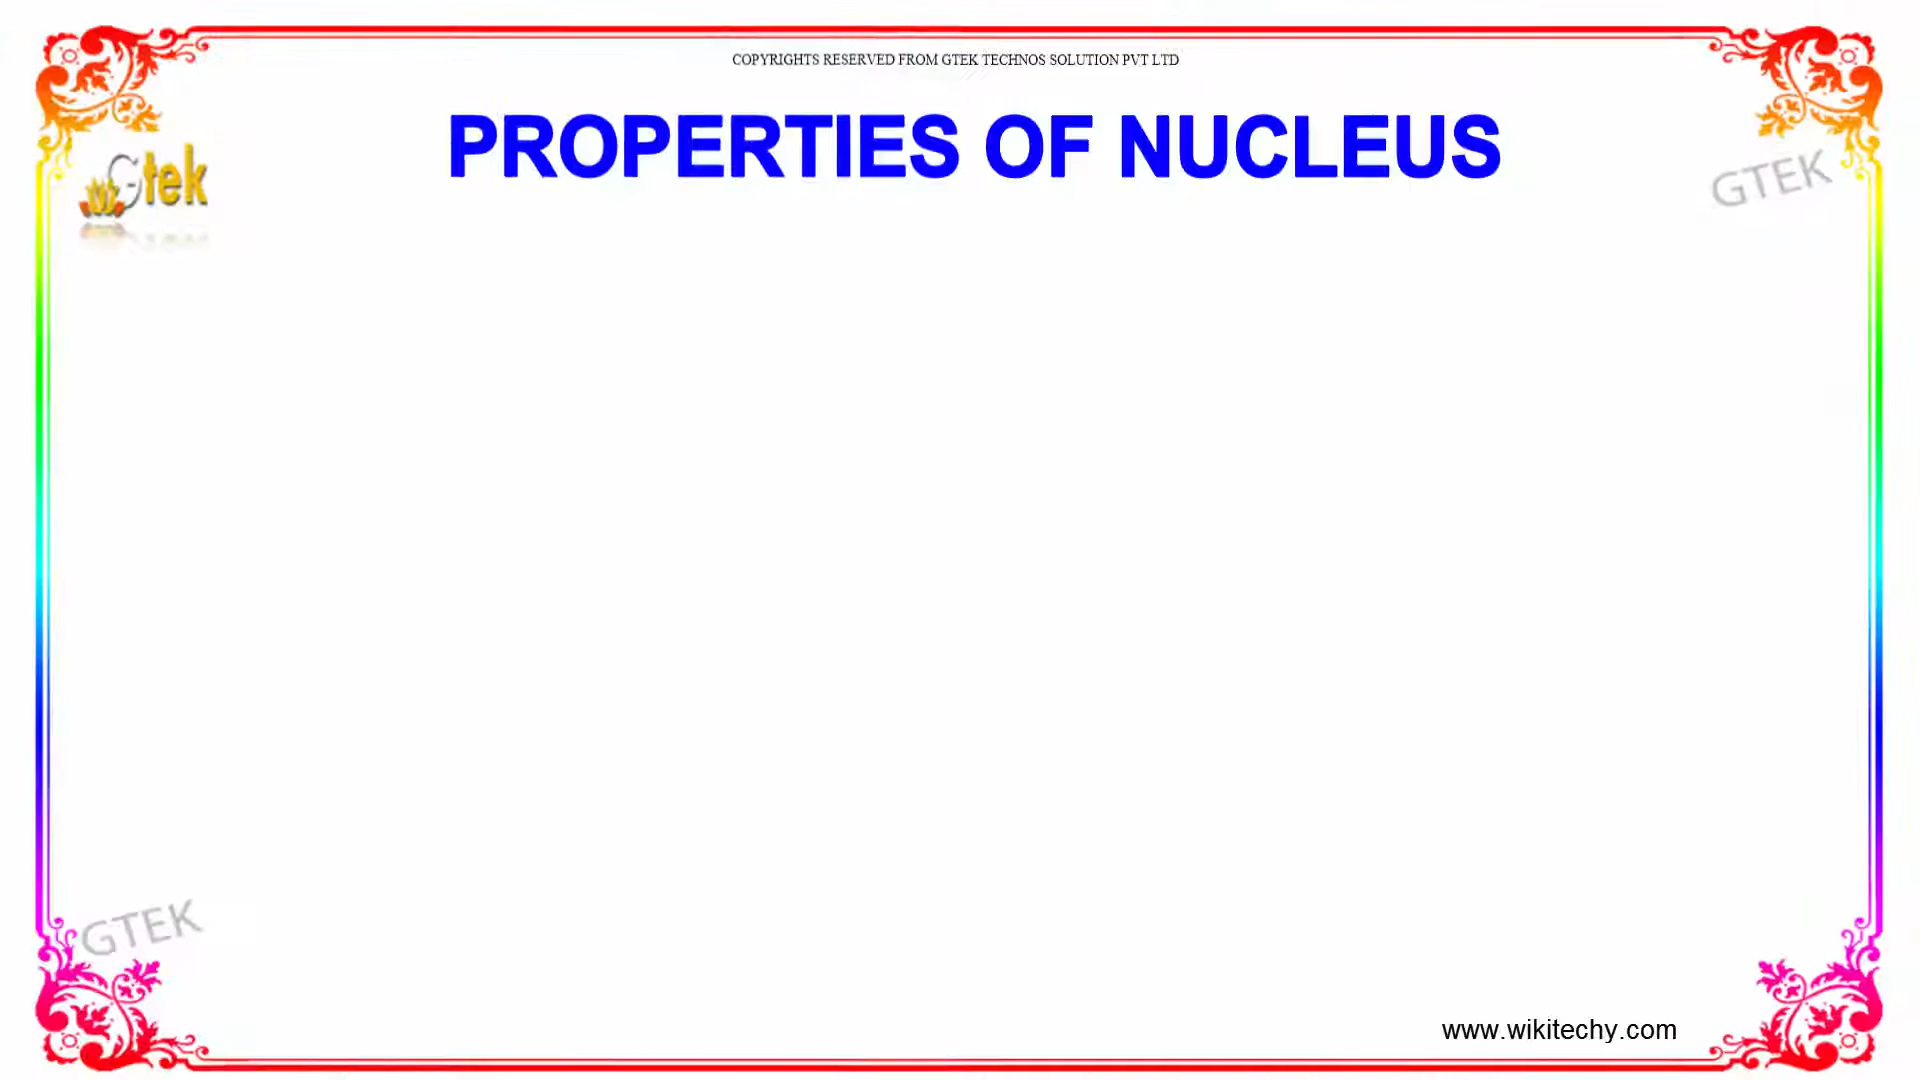 COPYRIGHTS RESERVED FROM GTEK TECHNOS SOLUTION PVT LTD
PROPERTIES OF NUCLEUS
Gtek
GTEK
GTEK
www.wikitechy.com